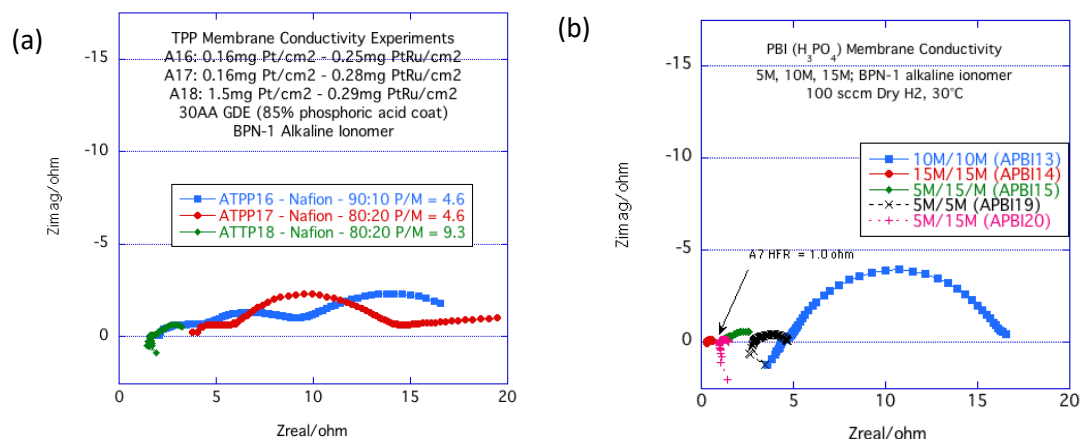 (a)
TPP Membrane Conductivity Experiments
A16: 0.16mg Pt/cm2 - 0.25mg PtRu/cm2
A17: 0.16mg Pt/cm2 - 0.28mg PtRu/cm2
A18: 1.5mg Pt/cm2 - 0.29mg PtRu/cm2
30AA GDE (85% phosphoric acid coat)
BPN-1 Alkaline Ionomer
ATPP16 - Nafion - 90:10 P/M = 4.6
ATPP17 - Nafion - 80:20 P/M = 4.6
ATTP18 - Nafion - 80:20 P/M = 9.3
Zimag/ohm
-15
-10
-5
0
0
5
10
15
20
Zreal/ohm
(b)
PBI (H3PO4) Membrane Conductivity
5M, 10M, 15M; BPN-1 alkaline ionomer
100 sccm Dry H2, 30°C
10M/10M (APBI13)
15M/15M (APBI14)
5M/15/M (APBI15)
5M/5M (APBI19)
5M/15M (APBI20)
A7 HFR = 1.0 ohm
Zimag/ohm
-15
-10
-5
0
0
5
10
15
20
Zreal/ohm